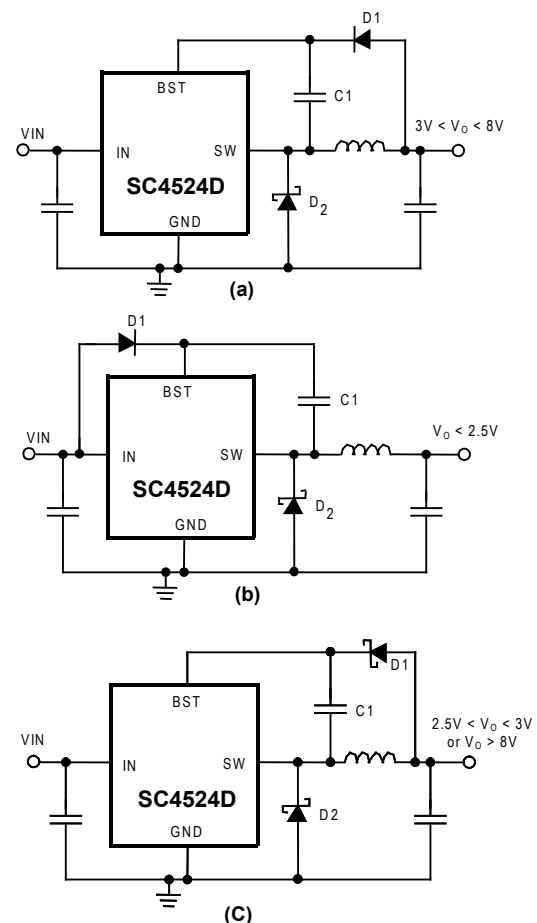 D1
BST
C1
VIN
IN
SW
3V < VO < 8V
SC4524D
D2
GND
(a)
D1
BST
C1
VIN
IN
SW
VO < 2.5V
SC4524D
D2
GND
(b)
D1
BST
C1
2.5V < VO < 3V
or VO > 8V
VIN
IN
SW
SC4524D
D2
GND
(C)